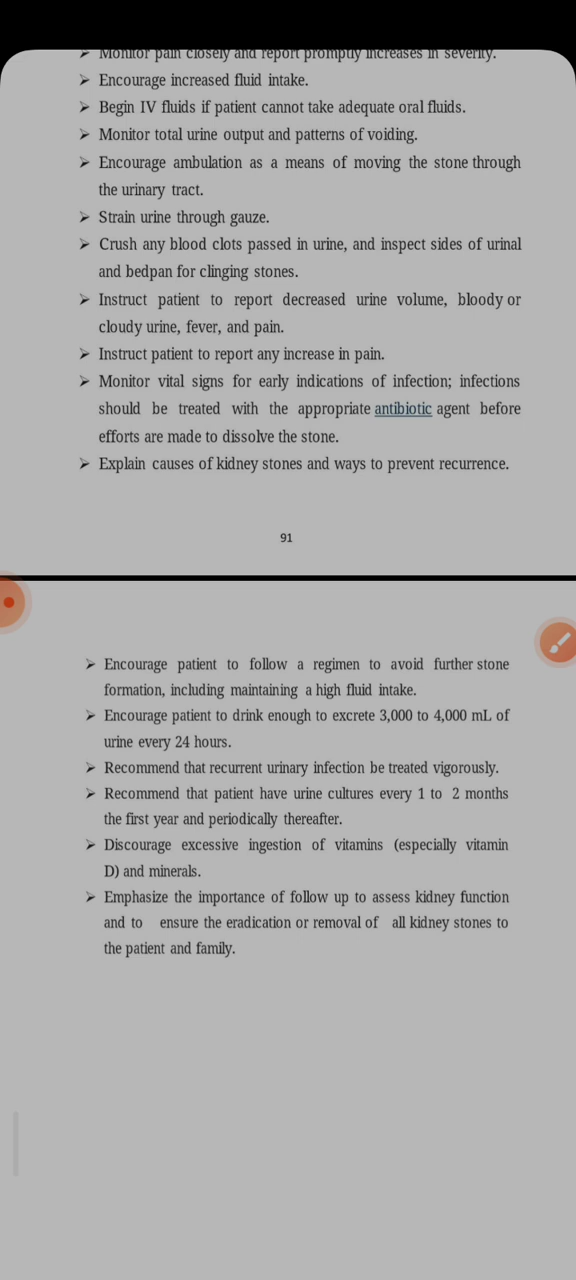 ➢ Monitor pain closely and report promptly increases in severity.
➢ Encourage increased fluid intake.
➢ Begin IV fluids if patient cannot take adequate oral fluids.
➢ Monitor total urine output and patterns of voiding.
➢ Encourage ambulation as a means of moving the stone through
the urinary tract.
➢ Strain urine through gauze.
➢ Crush any blood clots passed in urine, and inspect sides of urinal
and bedpan for clinging stones.
➢ Instruct patient to report decreased urine volume, bloody or
cloudy urine, fever, and pain.
➢ Instruct patient to report any increase in pain.
➢ Monitor vital signs for early indications of infection; infections
should be treated with the appropriate antibiotic agent before
efforts are made to dissolve the stone.
➢ Explain causes of kidney stones and ways to prevent recurrence.
91
➢ Encourage patient to follow a regimen to avoid further stone
formation, including maintaining a high fluid intake.
➢ Encourage patient to drink enough to excrete 3,000 to 4,000 mL of
urine every 24 hours.
➢ Recommend that recurrent urinary infection be treated vigorously.
➢ Recommend that patient have urine cultures every 1 to 2 months
the first year and periodically thereafter.
➢ Discourage excessive ingestion of vitamins (especially vitamin
D) and minerals.
➢ Emphasize the importance of follow up to assess kidney function
and to ensure the eradication or removal of all kidney stones to
the patient and family.